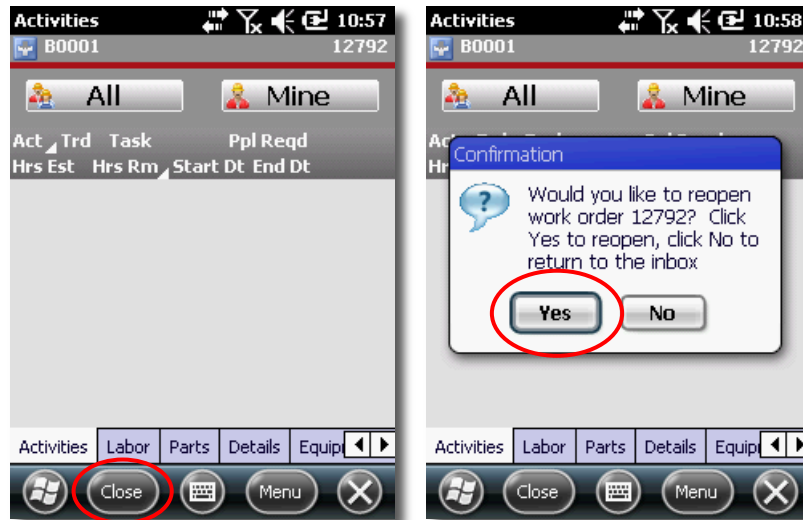 Activities 10:57
B0001 12792
All Mine
Act Trd Task Ppl Reqd
Hrs Est Hrs Rm Start Dt End Dt
Activities Labor Parts Details Equip
Close Menu
Activities 10:58
B0001 12792
All Mine
Confirmation
Would you like to reopen
work order 12792? Click
Yes to reopen, click No to
return to the inbox
Yes No
Activities Labor Parts Details Equip
Close Menu